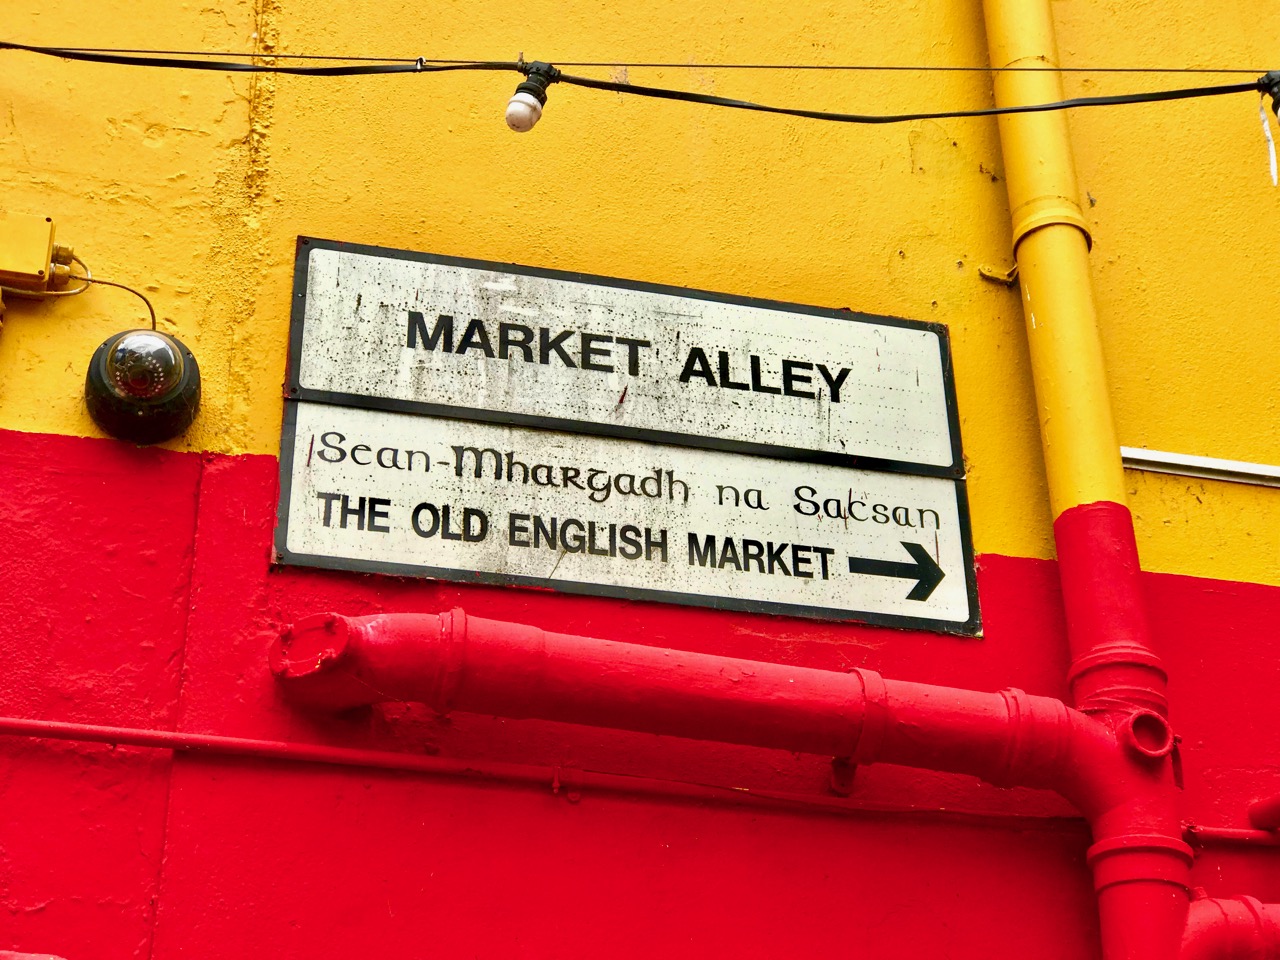 MARKET ALLEY
Sean-Mhargadh na Sacsan
THE OLD ENGLISH MARKET →